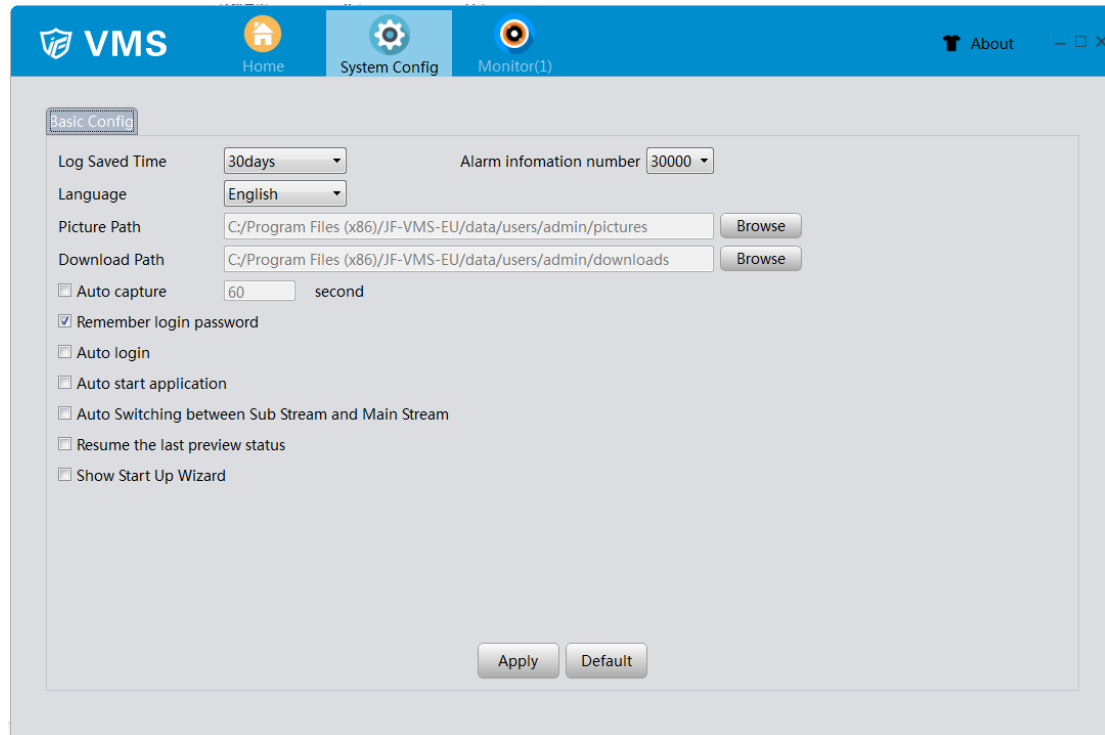 VMS
Home
System Config
Monitor(1)
About
Basic Config
Log Saved Time 30days Alarm infomation number 30000
Language English
Picture Path C:/Program Files (x86)/JF-VMS-EU/data/users/admin/pictures Browse
Download Path C:/Program Files (x86)/JF-VMS-EU/data/users/admin/downloads Browse
Auto capture 60 second
Remember login password
Auto login
Auto start application
Auto Switching between Sub Stream and Main Stream
Resume the last preview status
Show Start Up Wizard
Apply Default